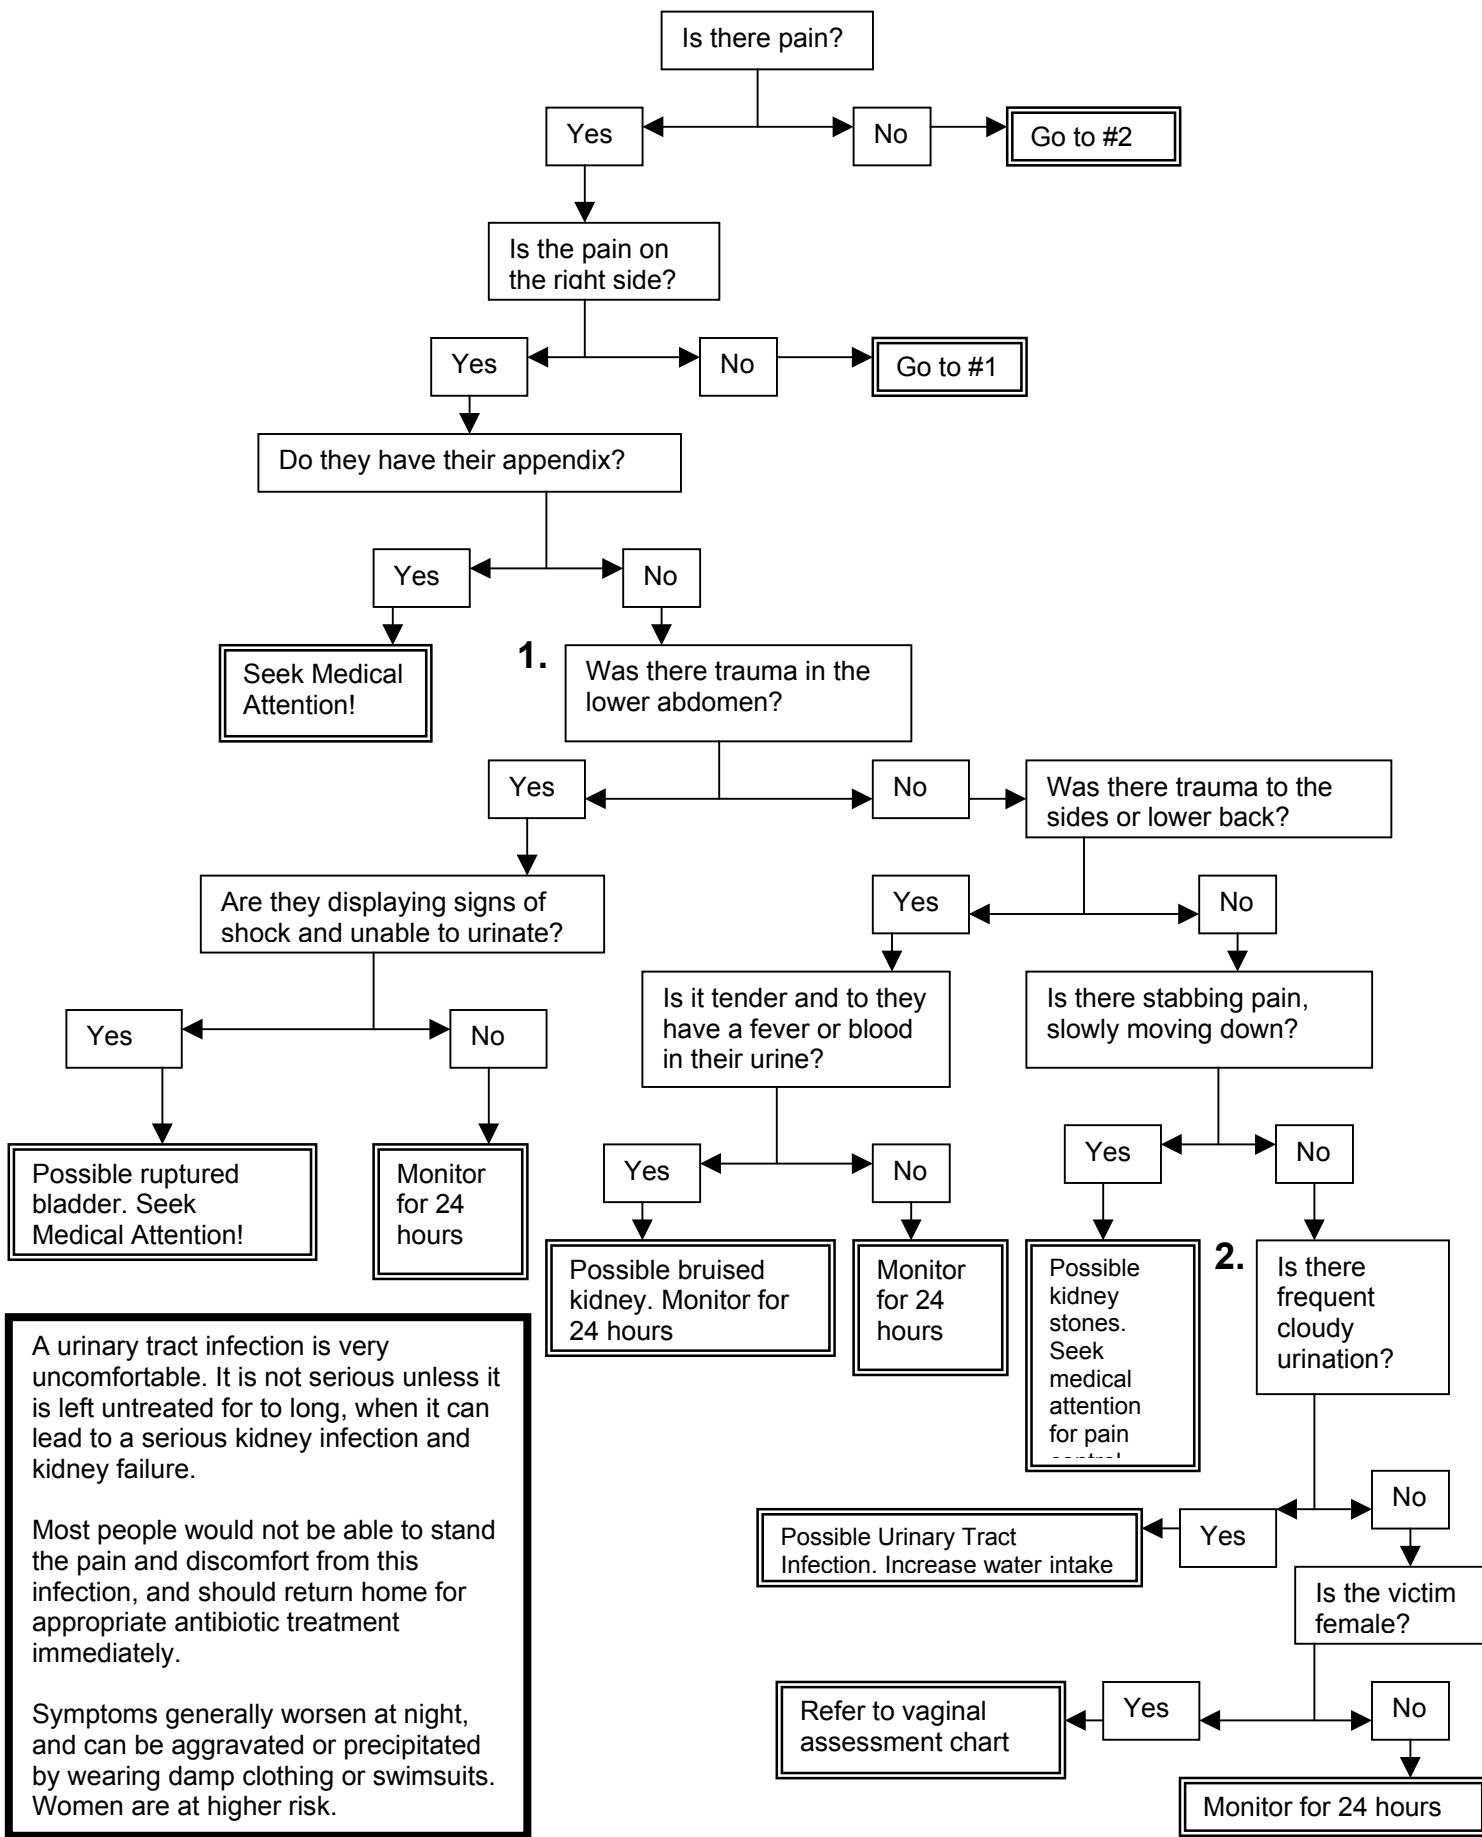 Is there pain?
Yes
No
Go to #2
Is the pain on
the right side?
Yes
No
Go to #1
Do they have their appendix?
Yes
No
Seek Medical
Attention!
1.
Was there trauma in the
lower abdomen?
Yes
No
Was there trauma to the
sides or lower back?
Are they displaying signs of
shock and unable to urinate?
Yes
No
Is it tender and to they
have a fever or blood
in their urine?
Is there stabbing pain,
slowly moving down?
Yes
No
Possible ruptured
bladder. Seek
Medical Attention!
Monitor
for 24
hours
Yes
No
Yes
No
Possible bruised
kidney. Monitor for
24 hours
Monitor
for 24
hours
Possible
kidney
stones.
Seek
medical
attention
for pain
2.
Is there
frequent
cloudy
urination?
A urinary tract infection is very
uncomfortable. It is not serious unless it
is left untreated for to long, when it can
lead to a serious kidney infection and
kidney failure.
Most people would not be able to stand
the pain and discomfort from this
infection, and should return home for
appropriate antibiotic treatment
immediately.
Symptoms generally worsen at night,
and can be aggravated or precipitated
by wearing damp clothing or swimsuits.
Women are at higher risk.
Possible Urinary Tract
Infection. Increase water intake
Yes
No
Is the victim
female?
Refer to vaginal
assessment chart
Yes
No
Monitor for 24 hours